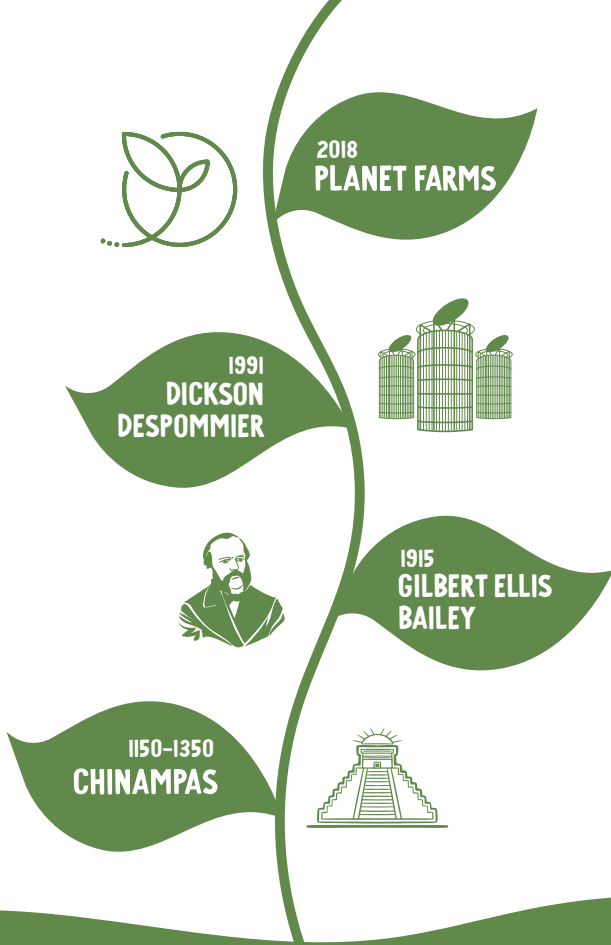 2018
PLANET FARMS
1991
DICKSON
DESPOMMIER
1915
GILBERT ELLIS
BAILEY
1150-1350
CHINAMPAS